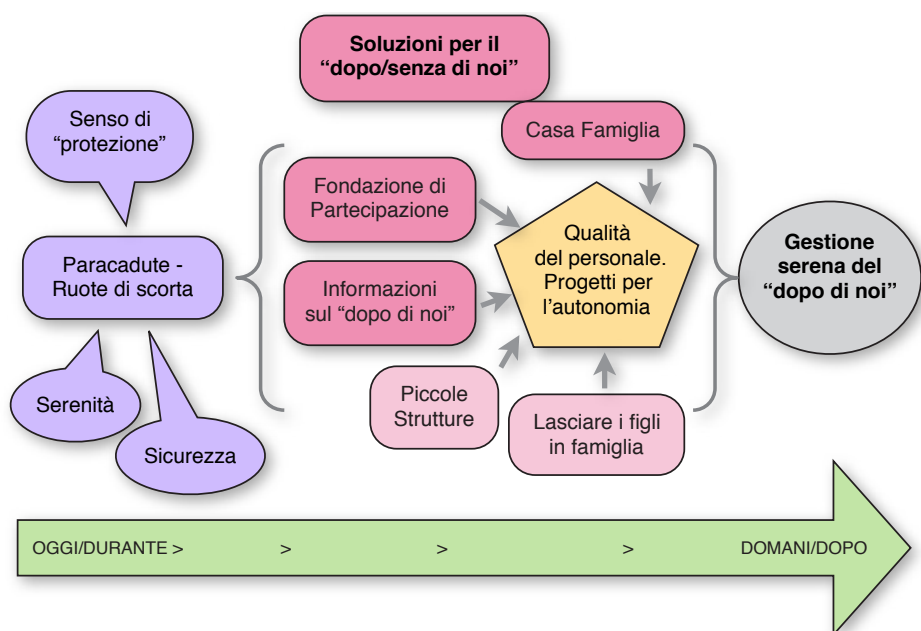 Soluzioni per il
“dopo/senza di noi”
Casa Famiglia
Senso di
“protezione”
Fondazione di
Partecipazione
Paracadute -
Ruote di scorta
Informazioni
sul “dopo di noi”
Qualità
del personale.
Progetti per
l’autonomia
Gestione
serena del
“dopo di noi”
Serenità
Sicurezza
Piccole
Strutture
Lasciare i figli
in famiglia
OGGI/DURANTE > > > > DOMANI/DOPO